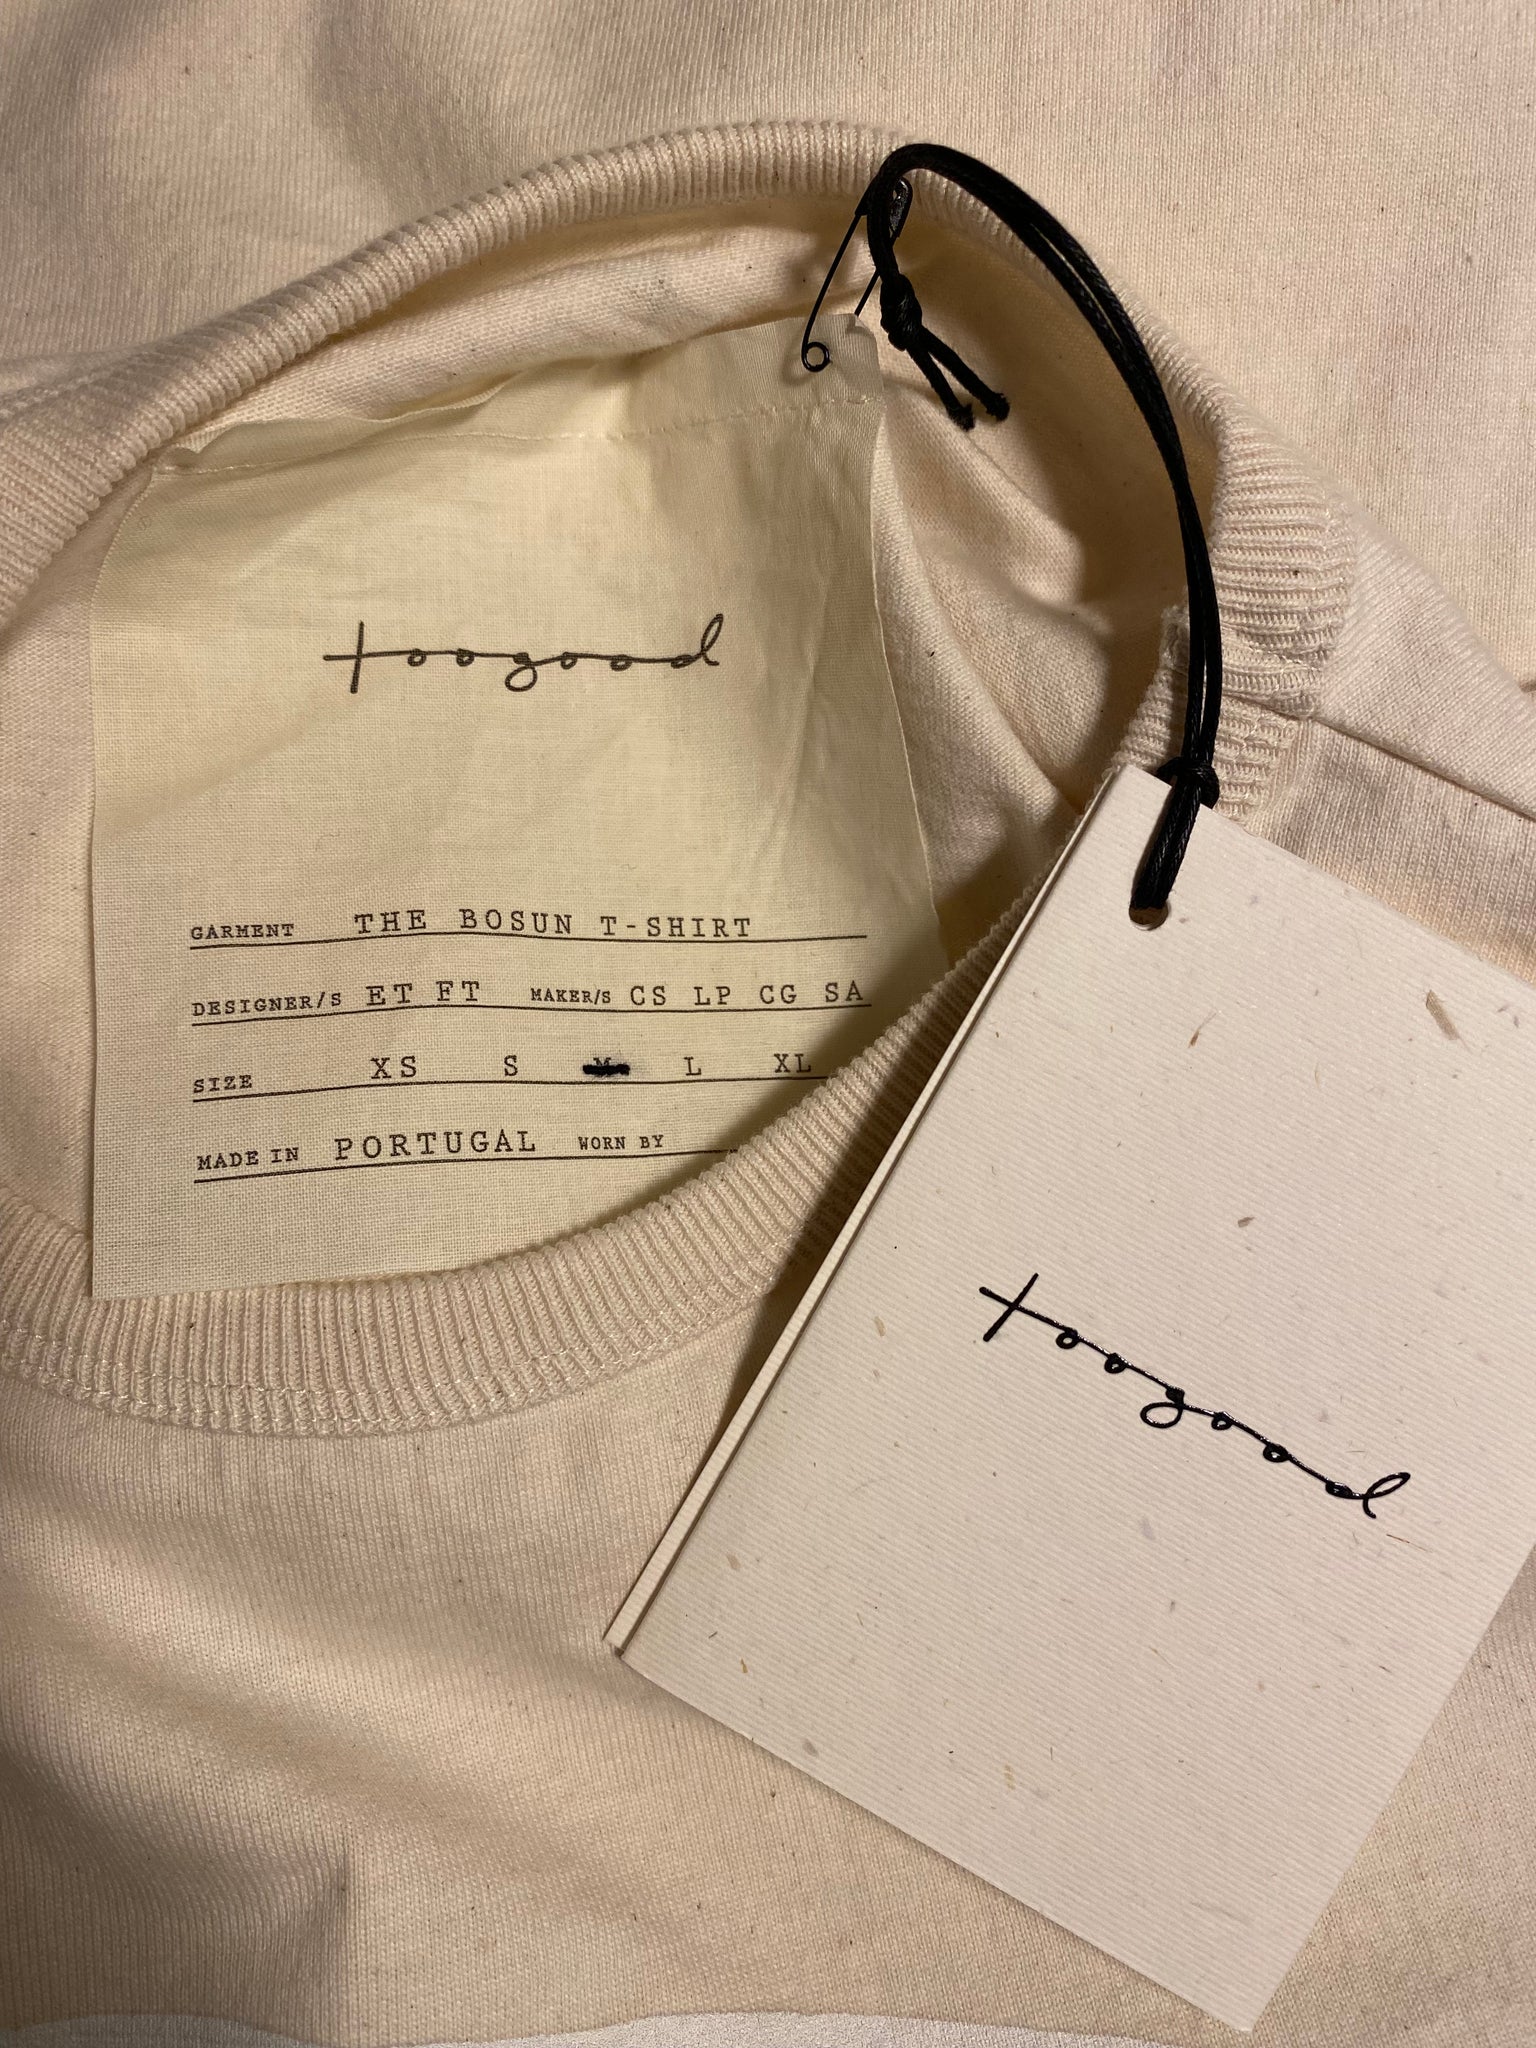 toogood
GARMENT THE BOSUN T-SHIRT
DESIGNER/S ET FT MAKER/S CS LP CG SA
SIZE XS S M L XL
MADE IN PORTUGAL WORN BY
toogood